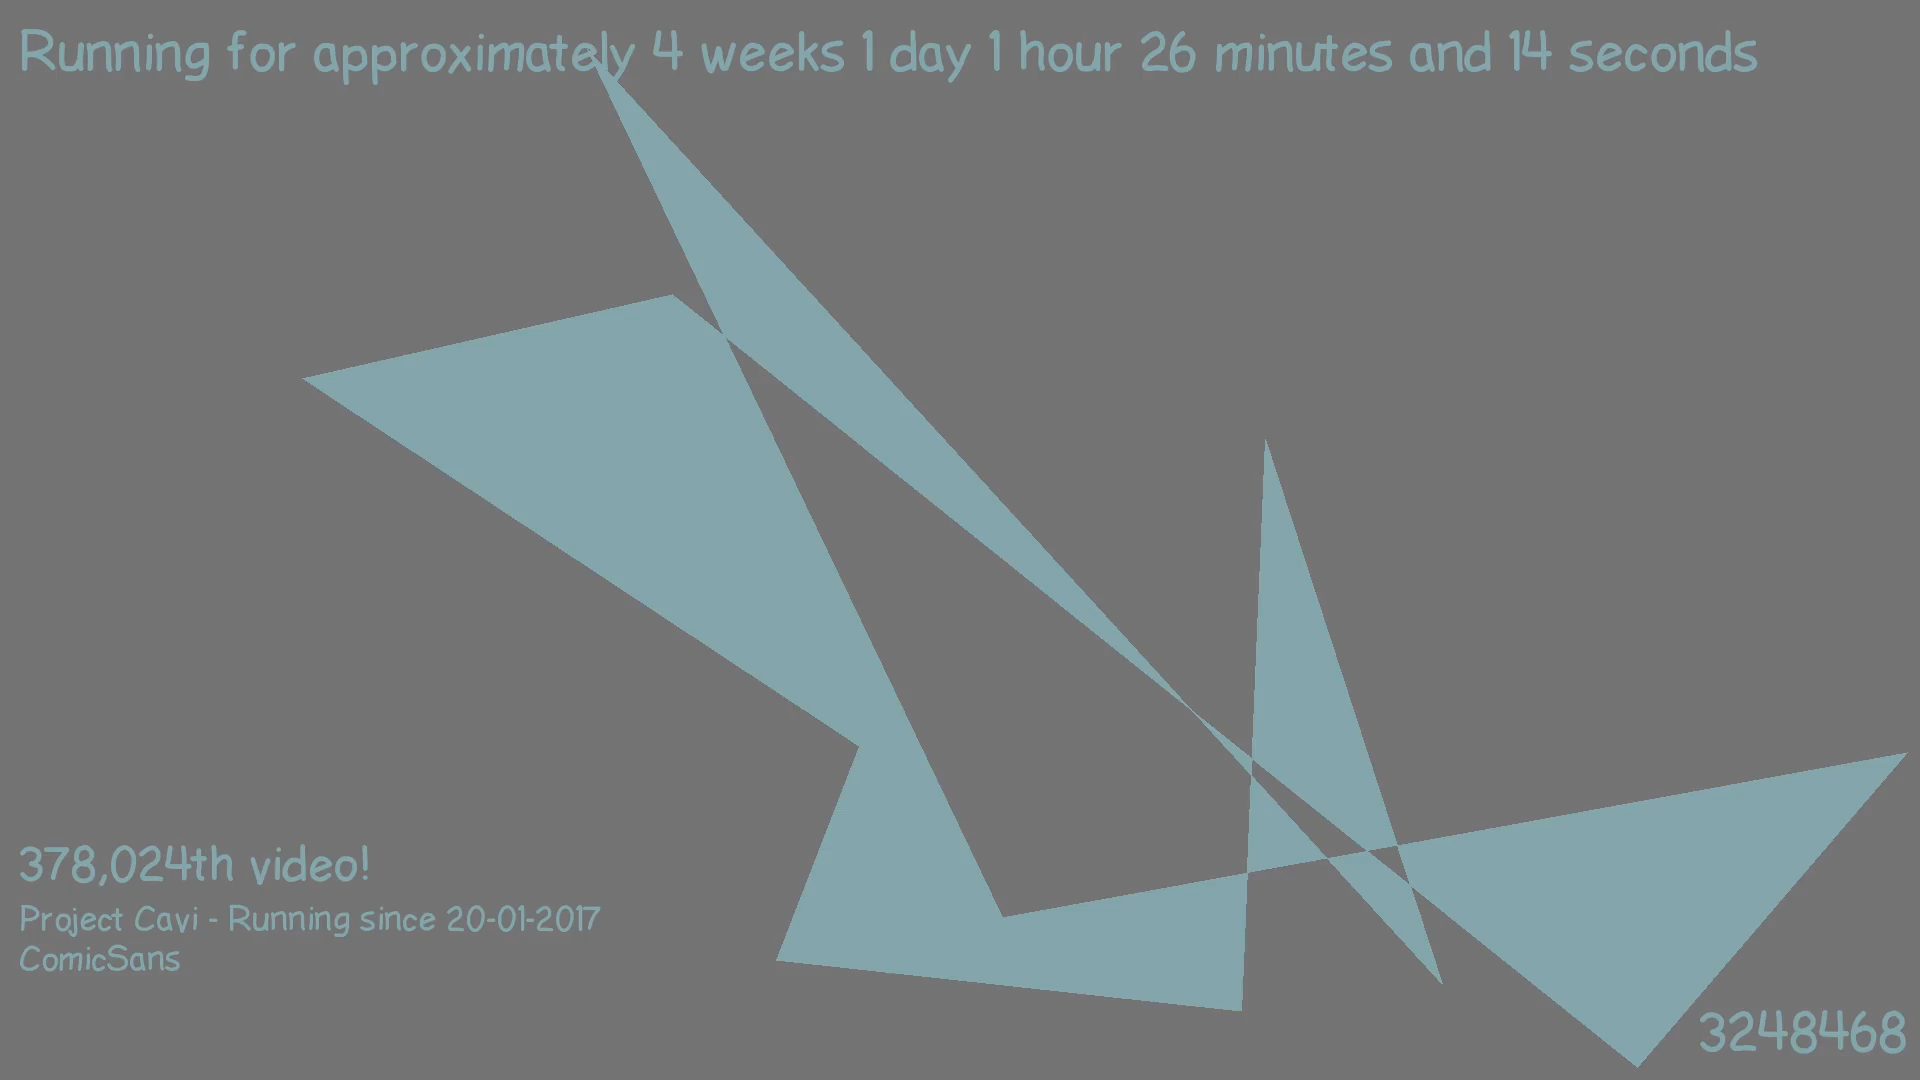 Running for approximately 4 weeks 1 day 1 hour 26 minutes and 14 seconds
378,024th video!
Project Cavi - Running since 20-01-2017
ComicSans
3248468